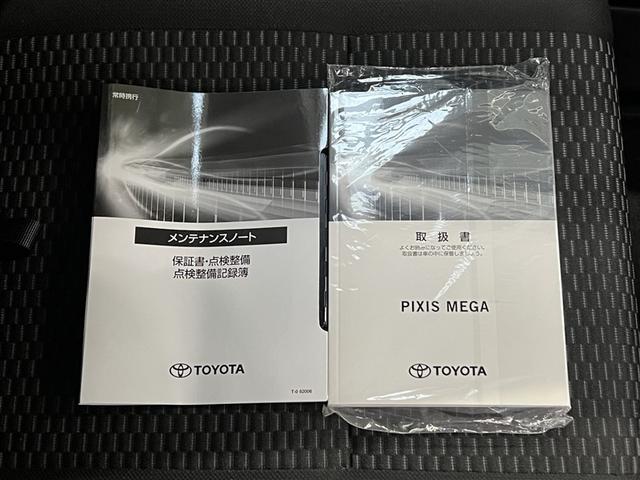 常時携行
メンテナンスノート
保証書・点検整備
点検整備記録簿
TOYOTA
T-0 62006
取扱書
よくお読みになってご使用ください。
取扱書は車の中に保管しましょう。
PIXIS MEGA
TOYOTA